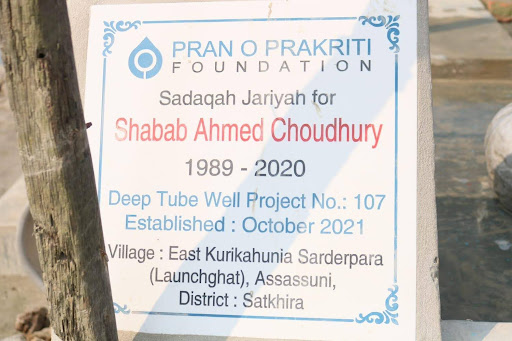 PRAN O PRAKRITI
FOUNDATION
Sadaqah Jariyah for
Shabab Ahmed Choudhury
1989 - 2020
Deep Tube Well Project No.: 107
Established : October 2021
Village : East Kurikahunia Sarderpara
(Launchghat), Assassuni,
District : Satkhira